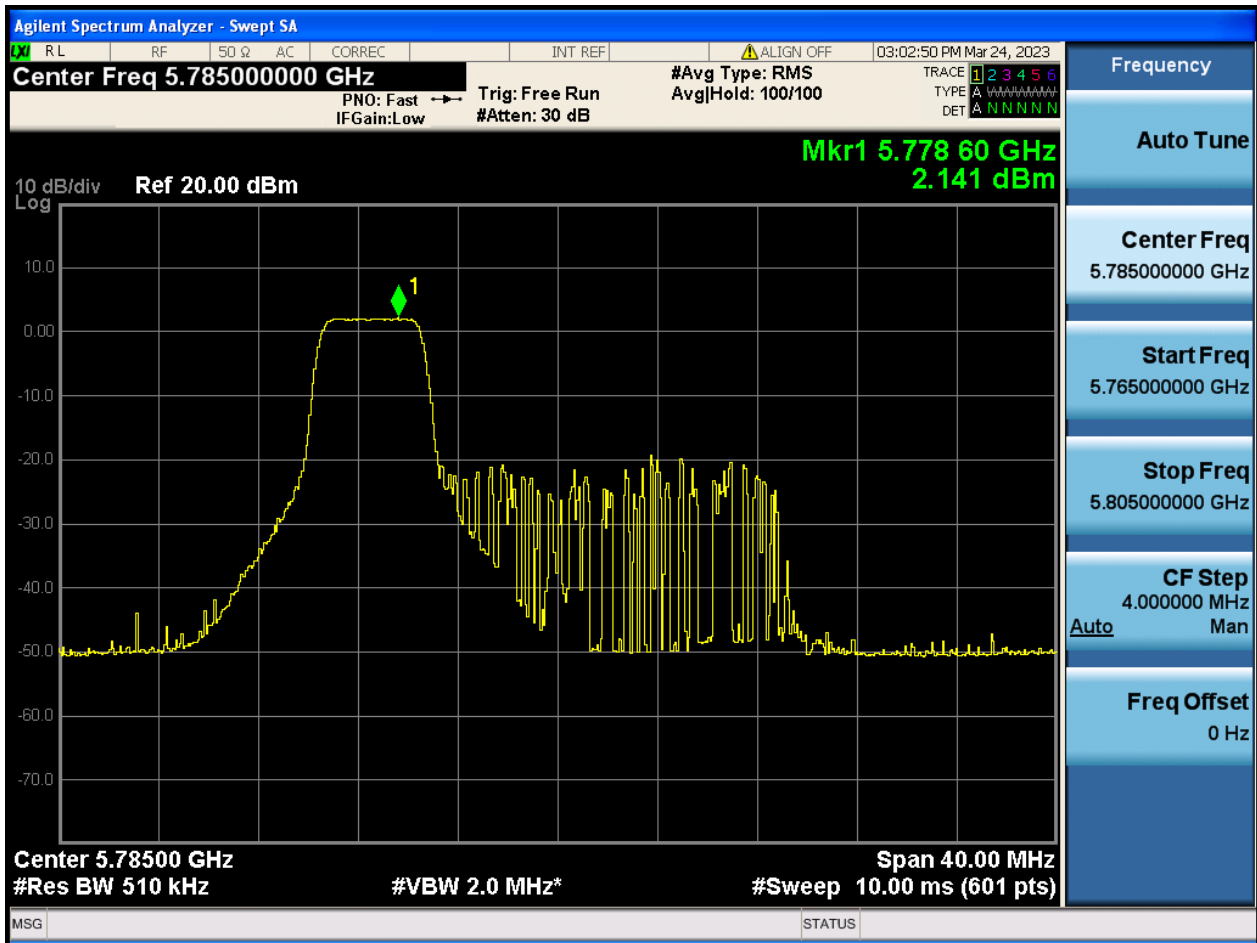 Agilent Spectrum Analyzer - Swept SA
LXI RL RF 50 Ω AC CORREC INT REF ALIGN OFF 03:02:50 PM Mar 24, 2023
Center Freq 5.785000000 GHz
PNO: Fast
IFGain:Low
Trig: Free Run
#Atten: 30 dB
#Avg Type: RMS
Avg|Hold: 100/100
TRACE 1 2 3 4 5 6
TYPE A WWWWWW
DET A N N N N N
Mkr1 5.778 60 GHz
2.141 dBm
10 dB/div Ref 20.00 dBm
Log
10.0
0.00
-10.0
-20.0
-30.0
-40.0
-50.0
-60.0
-70.0
1
Center 5.78500 GHz Span 40.00 MHz
#Res BW 510 kHz #VBW 2.0 MHz* #Sweep 10.00 ms (601 pts)
MSG STATUS
Frequency
Auto Tune
Center Freq
5.785000000 GHz
Start Freq
5.765000000 GHz
Stop Freq
5.805000000 GHz
CF Step
4.000000 MHz
Auto Man
Freq Offset
0 Hz